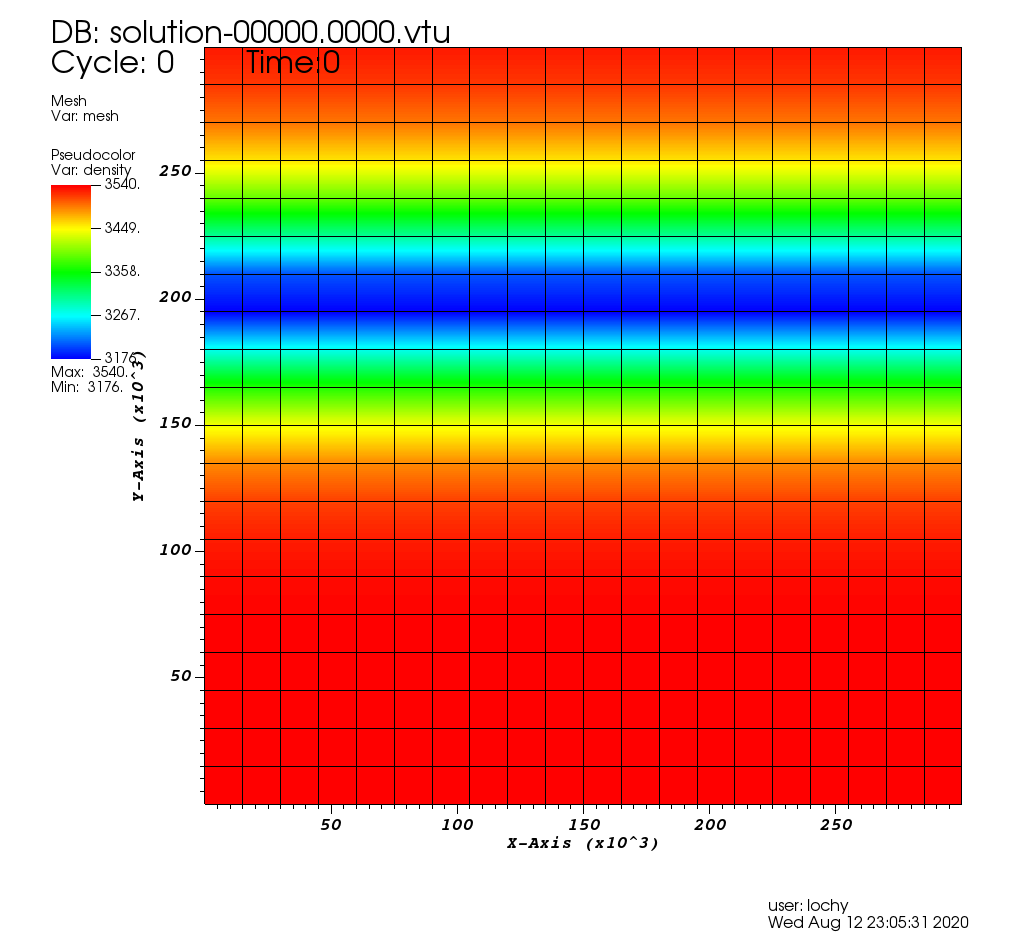 DB: solution-00000.0000.vtu
Cycle: 0 Time:0
Mesh
Var: mesh
Pseudocolor
Var: density
3540.
3449.
3358.
3267.
3176.
Max: 3540.
Min: 3176.
Y-Axis (x10^3)
250
200
150
100
50
50 100 150 200 250
X-Axis (x10^3)
user: lochy
Wed Aug 12 23:05:31 2020